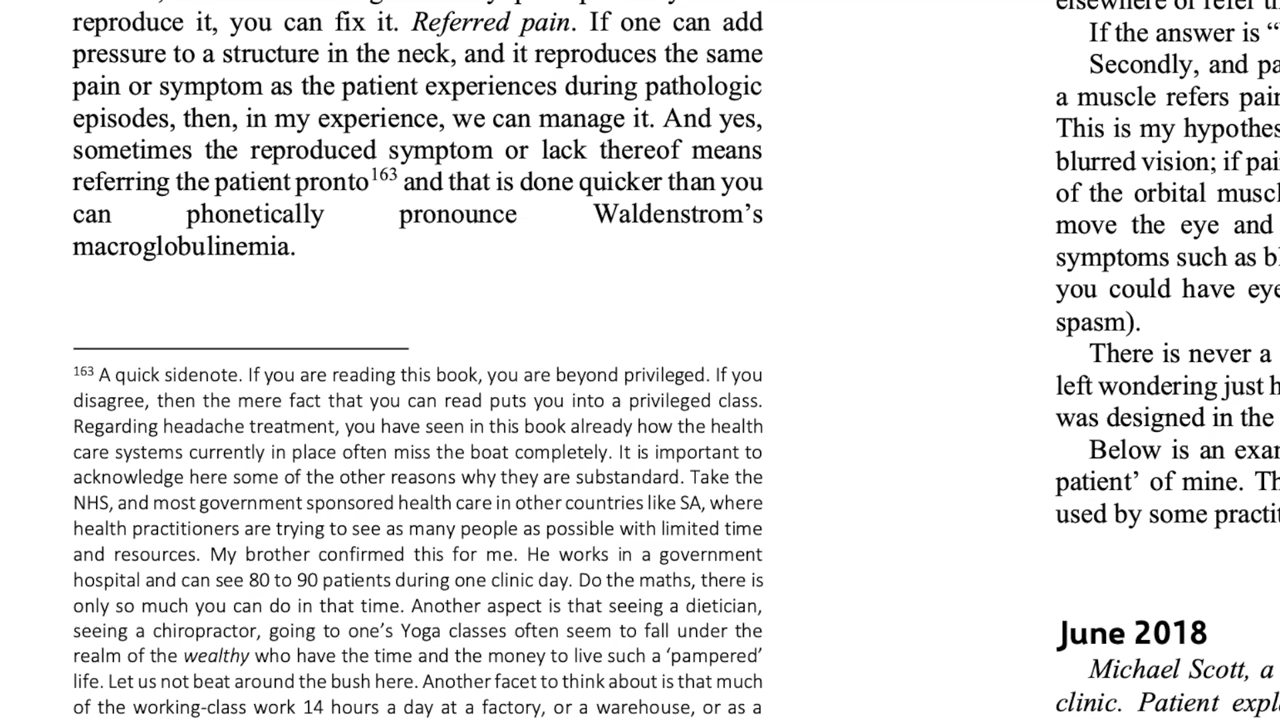 reproduce it, you can fix it. Referred pain. If one can add
pressure to a structure in the neck, and it reproduces the same
pain or symptom as the patient experiences during pathologic
episodes, then, in my experience, we can manage it. And yes,
sometimes the reproduced symptom or lack thereof means
referring the patient pronto163 and that is done quicker than you
can phonetically pronounce Waldenstrom’s
macroglobulinemia.
163 A quick sidenote. If you are reading this book, you are beyond privileged. If you
disagree, then the mere fact that you can read puts you into a privileged class.
Regarding headache treatment, you have seen in this book already how the health
care systems currently in place often miss the boat completely. It is important to
acknowledge here some of the other reasons why they are substandard. Take the
NHS, and most government sponsored health care in other countries like SA, where
health practitioners are trying to see as many people as possible with limited time
and resources. My brother confirmed this for me. He works in a government
hospital and can see 80 to 90 patients during one clinic day. Do the maths, there is
only so much you can do in that time. Another aspect is that seeing a dietician,
seeing a chiropractor, going to one’s Yoga classes often seem to fall under the
realm of the wealthy who have the time and the money to live such a ‘pampered’
life. Let us not beat around the bush here. Another facet to think about is that much
of the working-class work 14 hours a day at a factory, or a warehouse, or as a
If the answer is “
Secondly, and
a muscle refers
This is my
blurred vision; if
of the orbital
move the eye and
symptoms such as
you could have
spasm).
There is never a
left wondering just
was designed in the
Below is an
patient’ of mine.
used by some
June 2018
Michael Scott, a
clinic. Patient